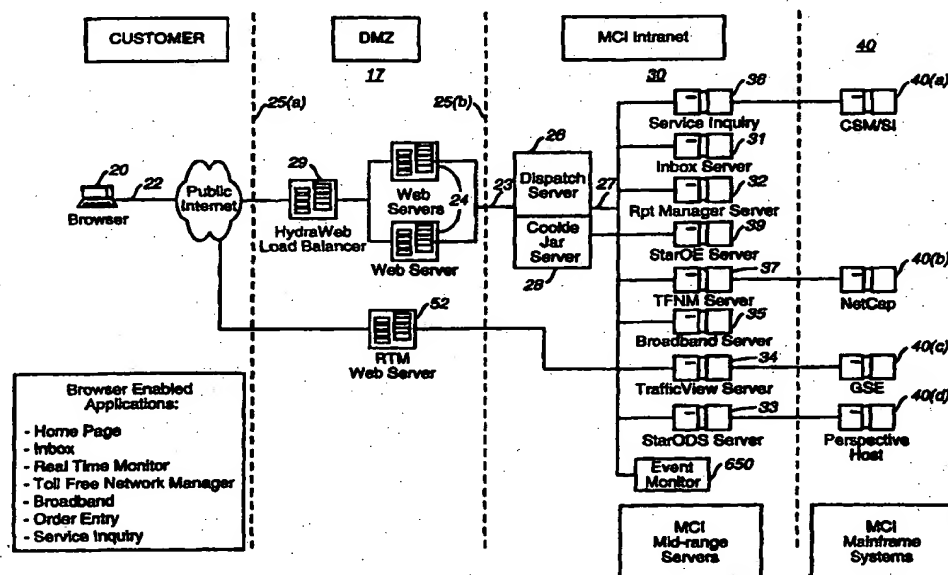 CUSTOMER
DMZ
MCI Intranet
17
30
40
25(a)
25(b)
20
22
Browser
Public
Internet
29
HydraWeb
Load Balancer
Web
Servers
24
Web Server
23
26
Dispatch
Server
Cookie
Jar
Server
28
27
38
Service Inquiry
40(a)
CSM/SI
31
Inbox Server
32
Rpt Manager Server
39
StarOE Server
37
TFNM Server
40(b)
NetCap
35
Broadband Server
52
RTM
Web Server
34
TrafficView Server
40(c)
GSE
33
StarODS Server
40(d)
Perspective
Host
Event
Monitor
650
Browser Enabled
Applications:
- Home Page
- Inbox
- Real Time Monitor
- Toll Free Network Manager
- Broadband
- Order Entry
- Service Inquiry
MCI
Mid-range
Servers
MCI
Mainframe
Systems